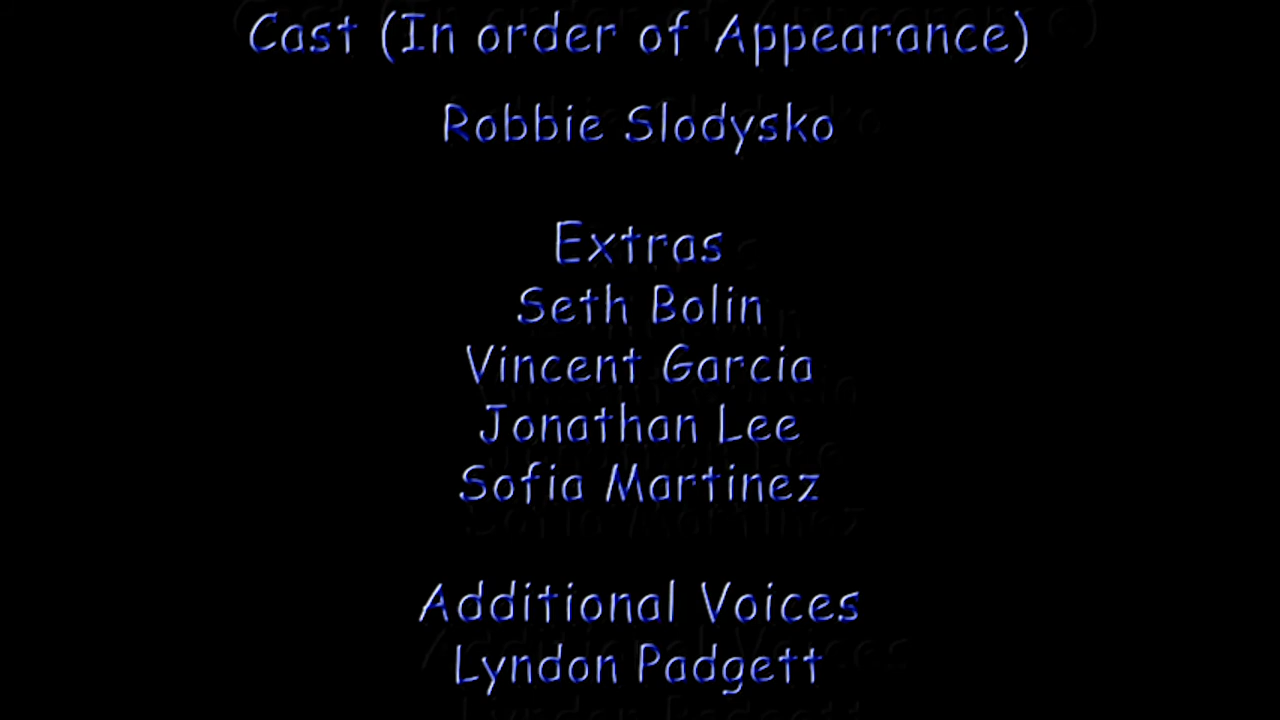 Cast (In order of Appearance)
Robbie Slodysko
Extras
Seth Bolin
Vincent Garcia
Jonathan Lee
Sofia Martinez
Additional Voices
Lyndon Padgett